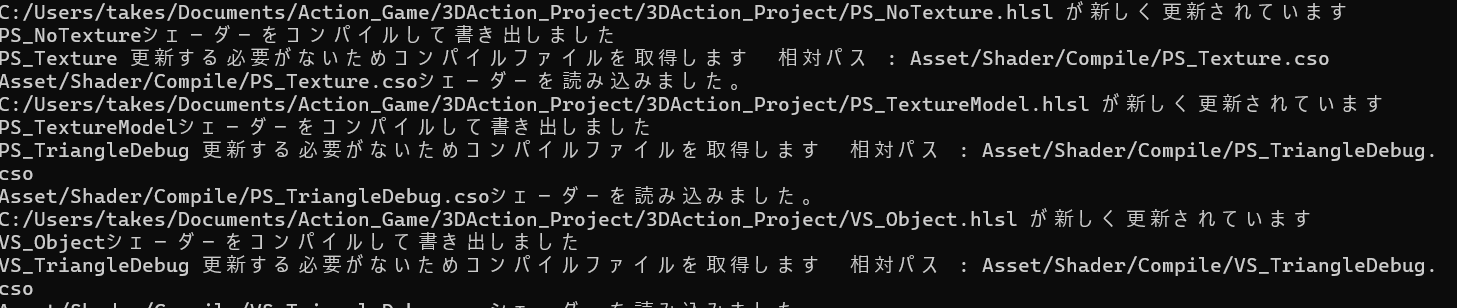 C:/Users/takes/Documents/Action_Game/3DAction_Project/3DAction_Project/PS_NoTexture.hlsl が新しく更新されています
PS_NoTextureシェーダーをコンパイルして書き出しました
PS_Texture 更新する必要がないためコンパイルファイルを取得します　相対パス : Asset/Shader/Compile/PS_Texture.cso
Asset/Shader/Compile/PS_Texture.csoシェーダーを読み込みました。
C:/Users/takes/Documents/Action_Game/3DAction_Project/3DAction_Project/PS_TextureModel.hlsl が新しく更新されています
PS_TextureModelシェーダーをコンパイルして書き出しました
PS_TriangleDebug 更新する必要がないためコンパイルファイルを取得します　相対パス : Asset/Shader/Compile/PS_TriangleDebug.
cso
Asset/Shader/Compile/PS_TriangleDebug.csoシェーダーを読み込みました。
C:/Users/takes/Documents/Action_Game/3DAction_Project/3DAction_Project/VS_Object.hlsl が新しく更新されています
VS_Objectシェーダーをコンパイルして書き出しました
VS_TriangleDebug 更新する必要がないためコンパイルファイルを取得します　相対パス : Asset/Shader/Compile/VS_TriangleDebug.
cso